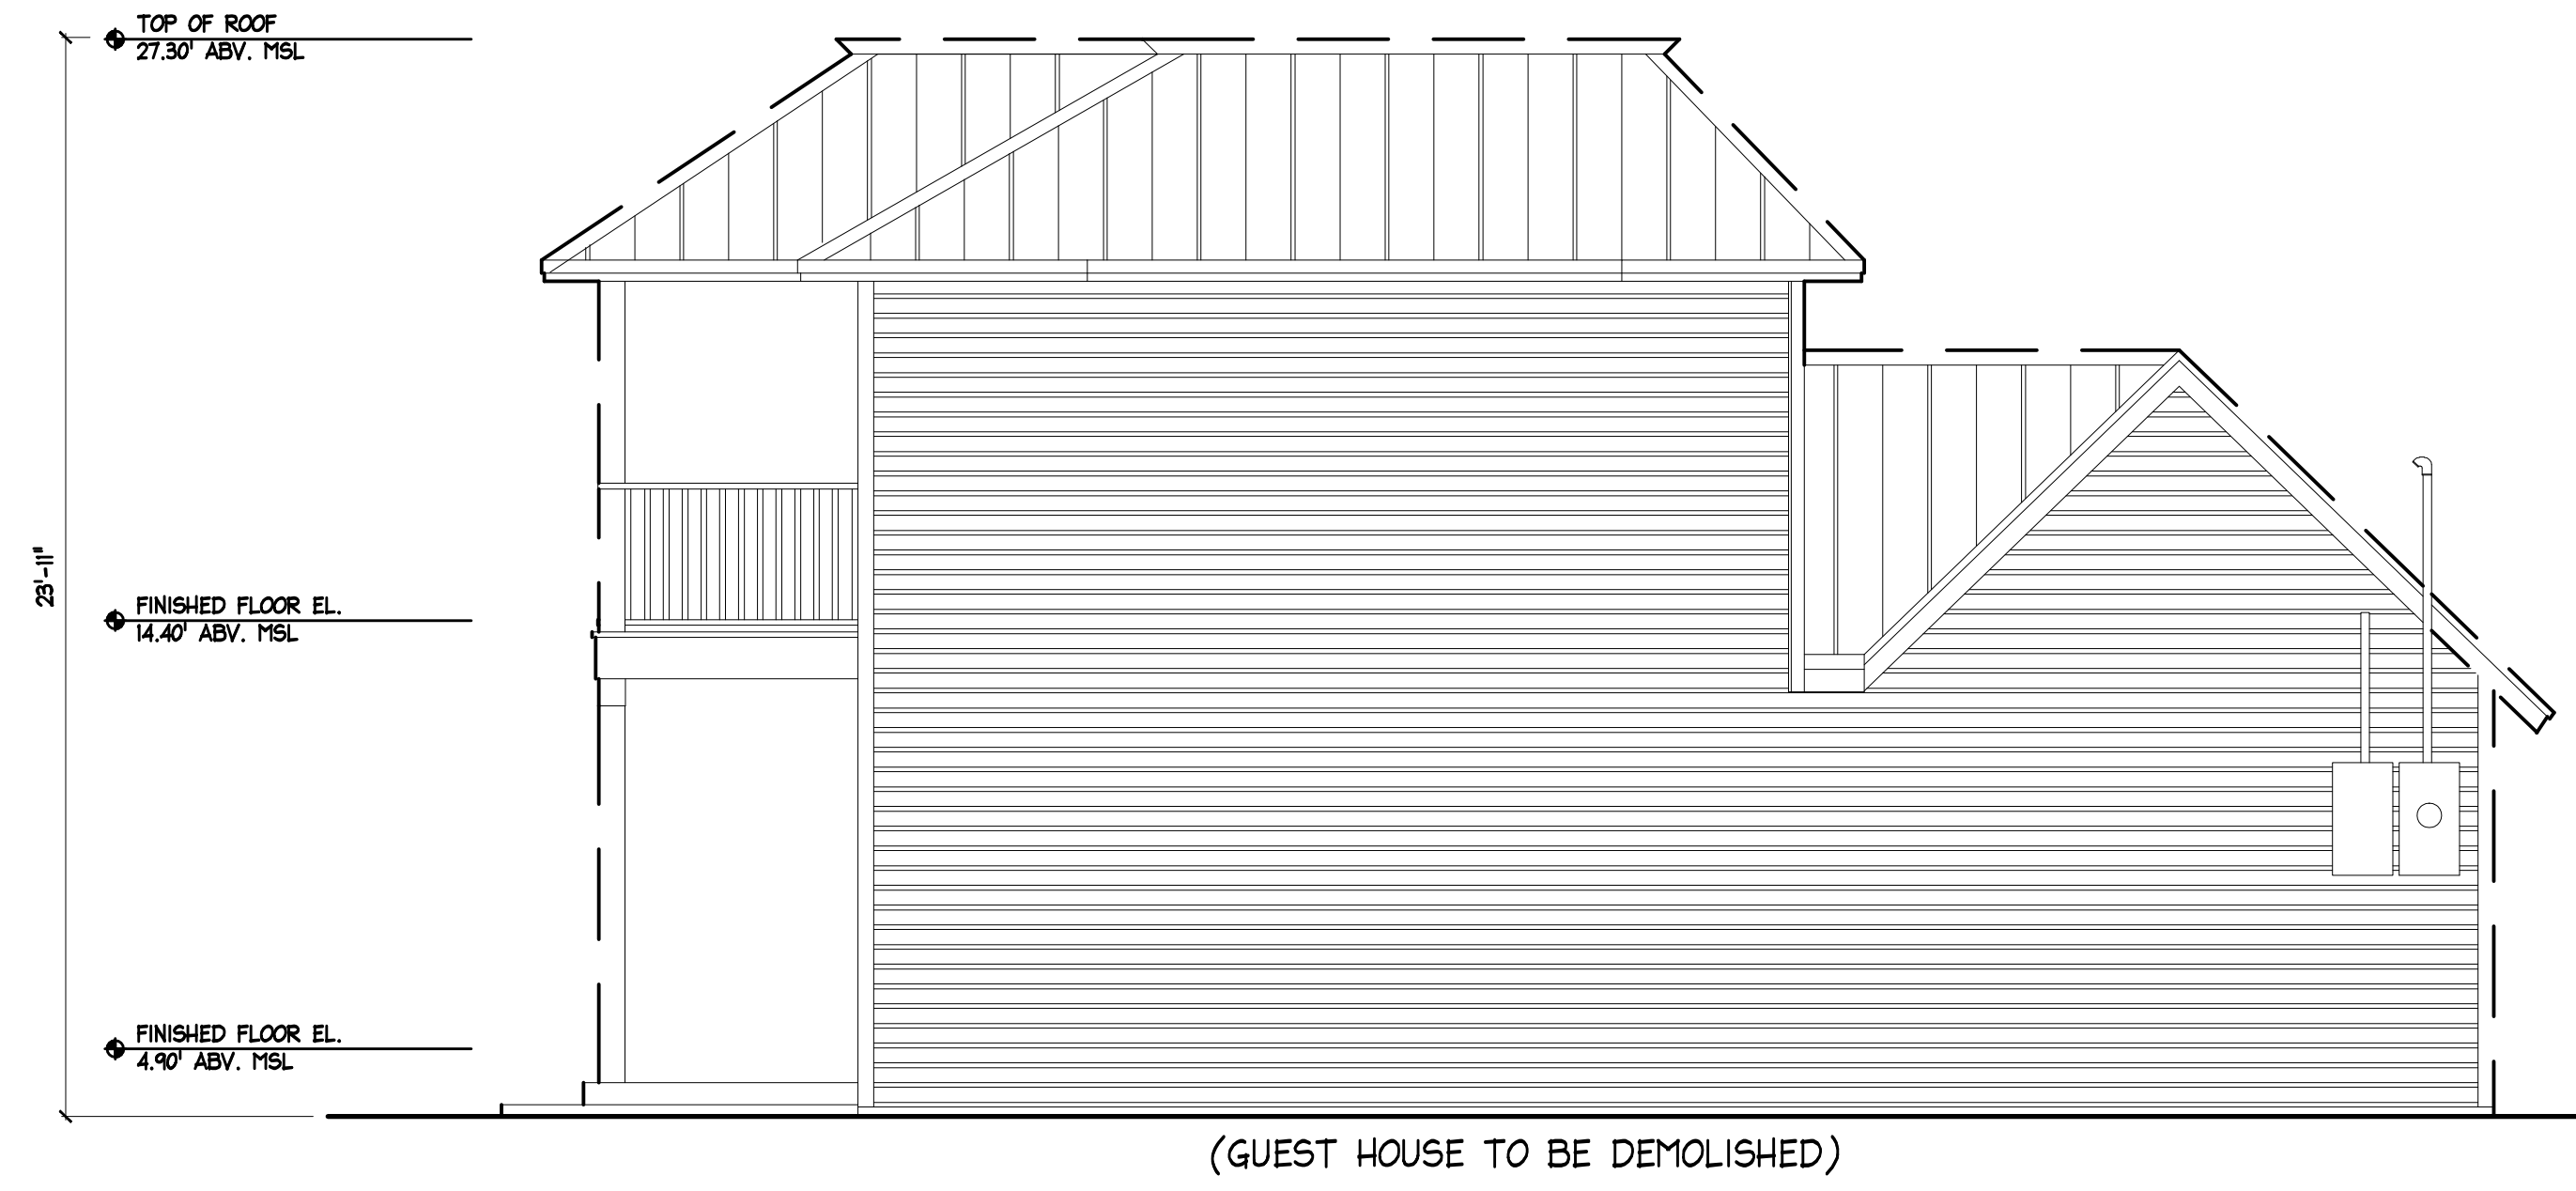 TOP OF ROOF
27.30' ABV. MSL
23'-11"
FINISHED FLOOR EL.
14.40' ABV. MSL
FINISHED FLOOR EL.
4.90' ABV. MSL
(GUEST HOUSE TO BE DEMOLISHED)